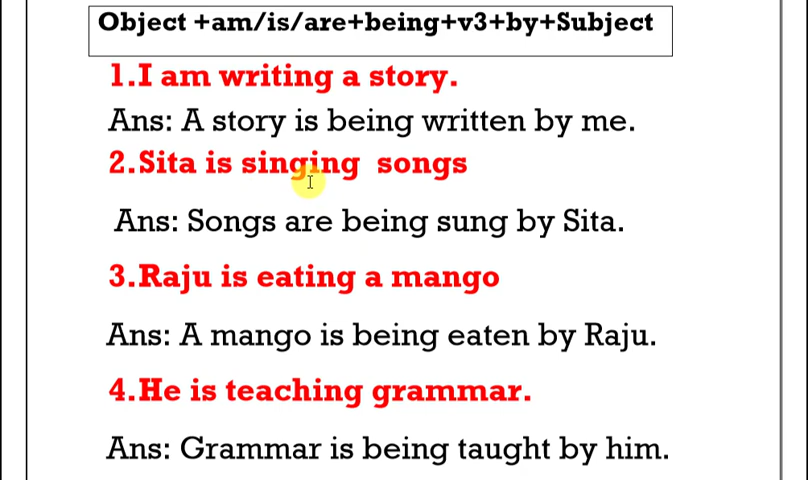 Object +am/is/are+being+v3+by+Subject
1.I am writing a story.
Ans: A story is being written by me.
2.Sita is singing songs
Ans: Songs are being sung by Sita.
3.Raju is eating a mango
Ans: A mango is being eaten by Raju.
4.He is teaching grammar.
Ans: Grammar is being taught by him.